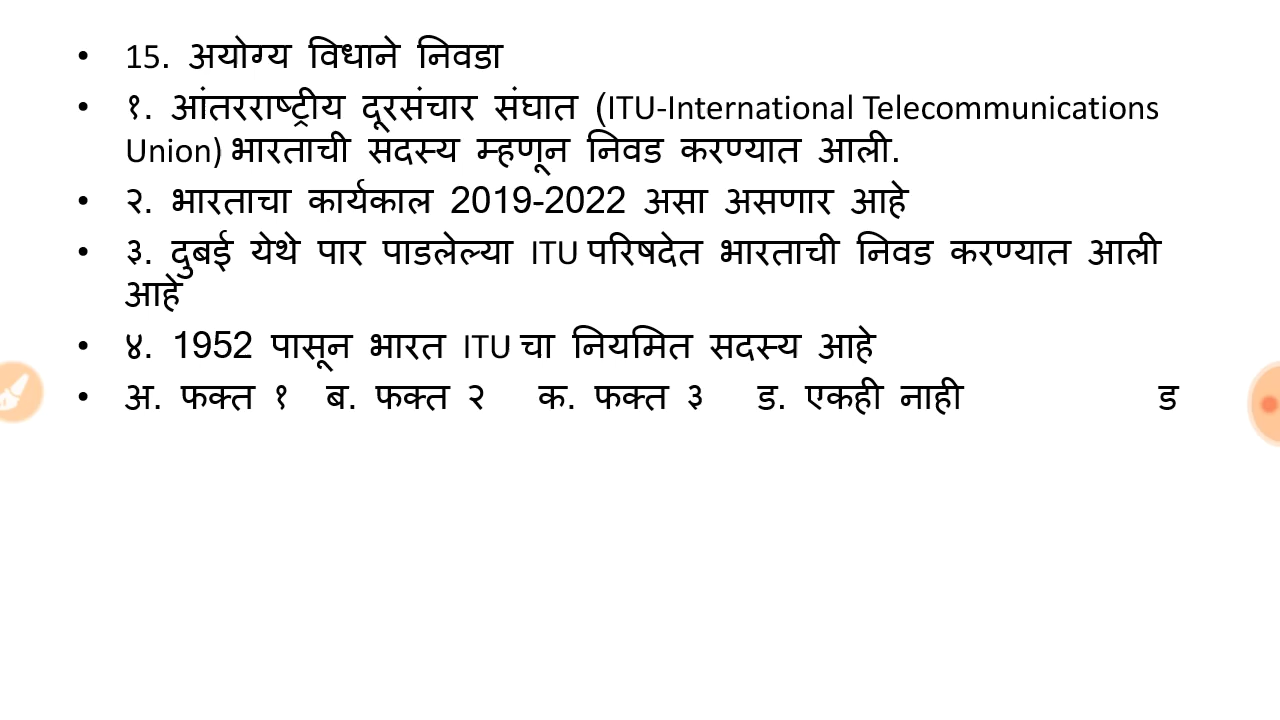 • 15. अयोग्य विधाने निवडा
• १. आंतरराष्ट्रीय दूरसंचार संघात (ITU-International Telecommunications
Union) भारताची सदस्य म्हणून निवड करण्यात आली.
• २. भारताचा कार्यकाल 2019-2022 असा असणार आहे
• ३. दुबई येथे पार पाडलेल्या ITU परिषदेत भारताची निवड करण्यात आली
आहे
• ४. 1952 पासून भारत ITU चा नियमित सदस्य आहे
• अ. फक्त १ ब. फक्त २ क. फक्त ३ ड. एकही नाही ड